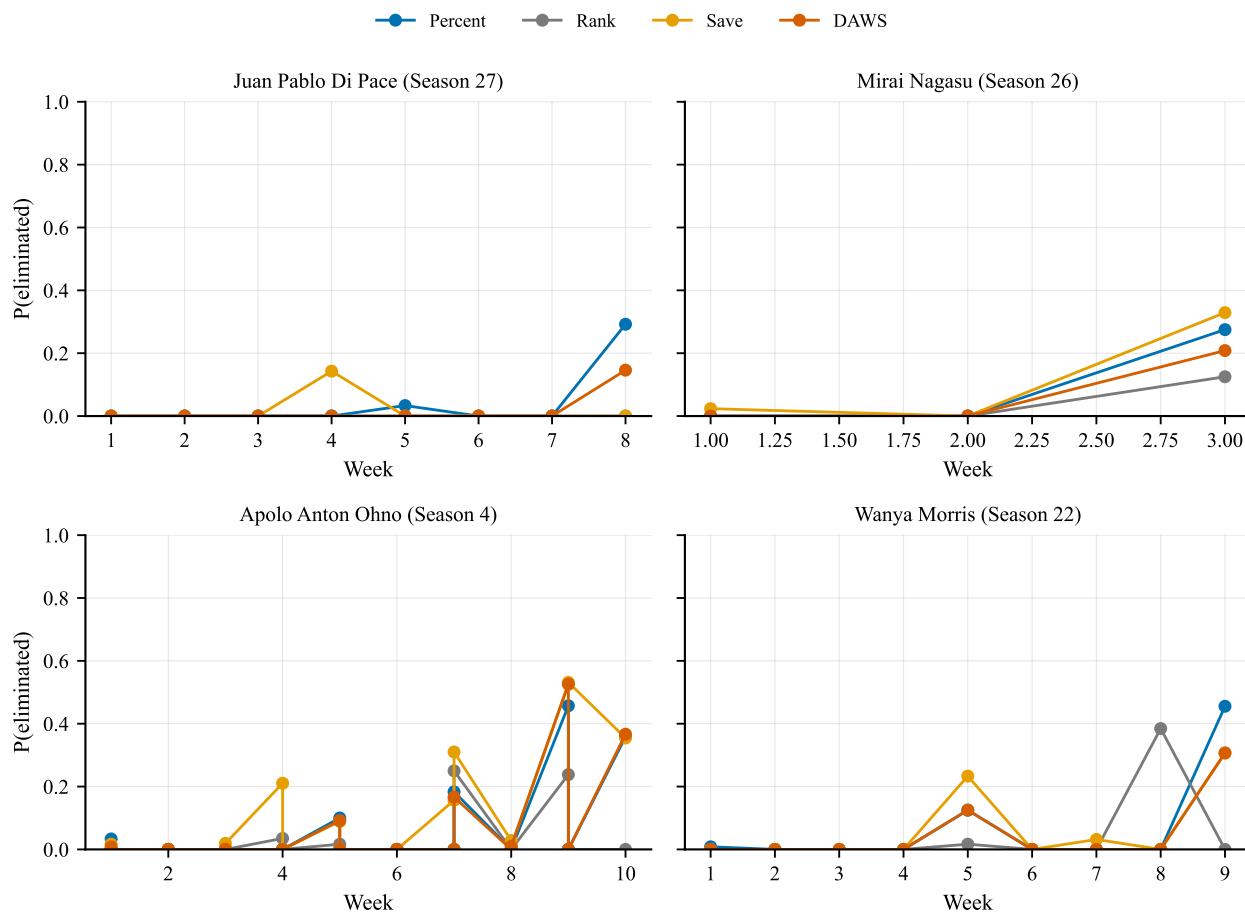 Percent Rank Save DAWS
Juan Pablo Di Pace (Season 27)
Mirai Nagasu (Season 26)
1.0
0.8
0.6
0.4
0.2
0.0
P(eliminated)
1 2 3 4 5 6 7 8
Week
1.00 1.25 1.50 1.75 2.00 2.25 2.50 2.75 3.00
Week
Apolo Anton Ohno (Season 4)
Wanya Morris (Season 22)
1.0
0.8
0.6
0.4
0.2
0.0
P(eliminated)
2 4 6 8 10
Week
1 2 3 4 5 6 7 8 9
Week